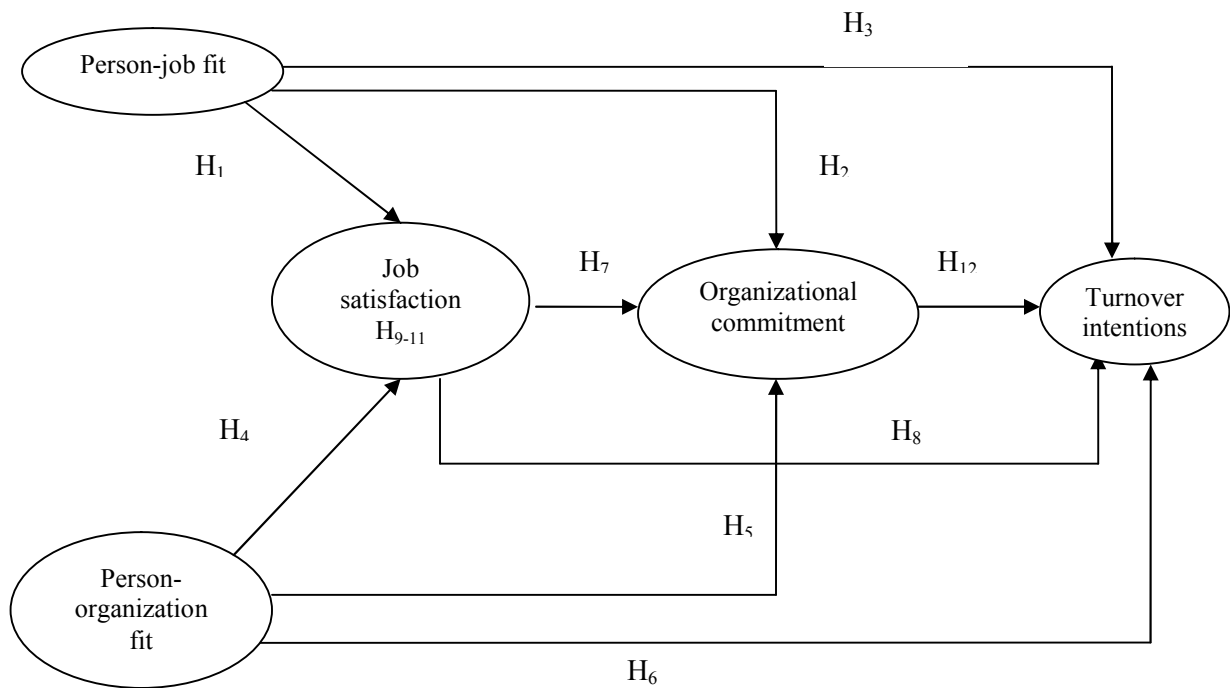 H₃
Person-job fit
H₁
H₂
Job
satisfaction
H₉₋₁₁
H₇
Organizational
commitment
H₁₂
Turnover
intentions
H₄
H₈
H₅
Person-
organization
fit
H₆